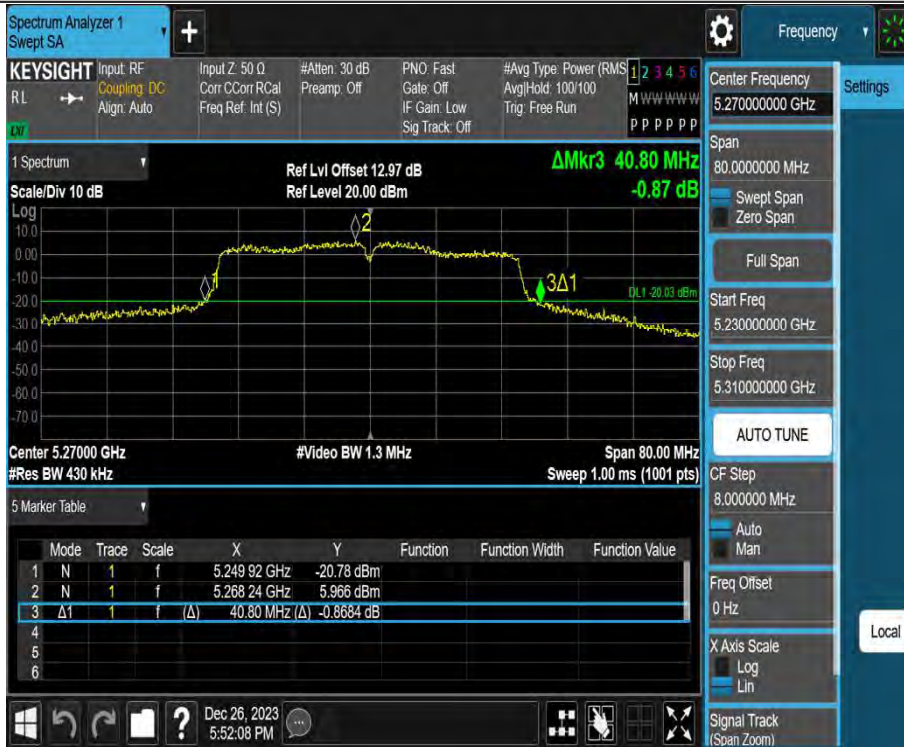 Spectrum Analyzer 1
Swept SA
+
Frequency
KEYSIGHT
RL
LXI
Input: RF
Coupling: DC
Align: Auto
Input Z: 50 Ω
Corr CCorr RCal
Freq Ref: Int (S)
#Atten: 30 dB
Preamp: Off
PNO: Fast
Gate: Off
IF Gain: Low
Sig Track: Off
#Avg Type: Power (RMS
Avg|Hold: 100/100
Trig: Free Run
1 2 3 4 5 6
M W W W W W
P P P P P P
1 Spectrum
Scale/Div 10 dB
Ref Lvl Offset 12.97 dB
Ref Level 20.00 dBm
ΔMkr3 40.80 MHz
-0.87 dB
Log
10.0
0.00
-10.0
-20.0
-30.0
-40.0
-50.0
-60.0
-70.0
1
2
3Δ1
DL1 -20.03 dBm
Center 5.27000 GHz
#Video BW 1.3 MHz
Span 80.00 MHz
#Res BW 430 kHz
Sweep 1.00 ms (1001 pts)
5 Marker Table
Mode Trace Scale X Y Function Function Width Function Value
1 N 1 f 5.249 92 GHz -20.78 dBm
2 N 1 f 5.268 24 GHz 5.966 dBm
3 Δ1 1 f (Δ) 40.80 MHz (Δ) -0.8684 dB
4
5
6
?
Dec 26, 2023
5:52:08 PM
Center Frequency
5.270000000 GHz
Span
80.0000000 MHz
Swept Span
Zero Span
Full Span
Start Freq
5.230000000 GHz
Stop Freq
5.310000000 GHz
AUTO TUNE
CF Step
8.000000 MHz
Auto
Man
Freq Offset
0 Hz
X Axis Scale
Log
Lin
Signal Track
(Span Zoom)
Settings
Local